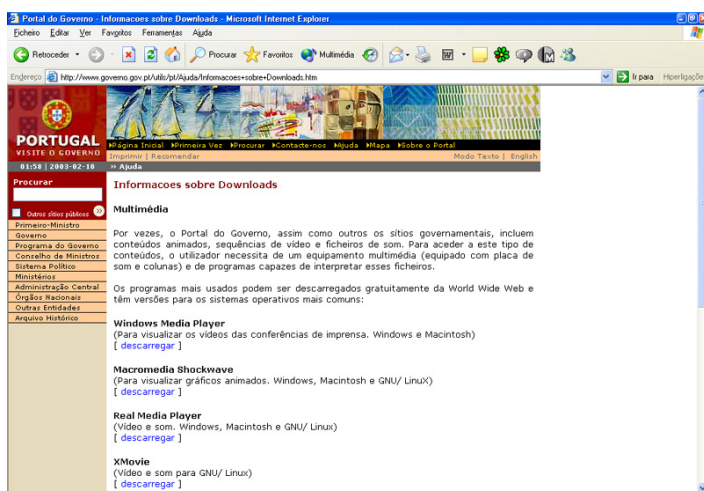 Portal do Governo - Informacoes sobre Downloads - Microsoft Internet Explorer
Ficheiro Editar Ver Favoritos Ferramentas Ajuda
Retroceder Procurar Favoritos Multimédia
Endereço http://www.governo.gov.pt/utils/pt/Ajuda/Informacoes+sobre+Downloads.htm Ir para Hiperligações
PORTUGAL
VISITE O GOVERNO
Página Inicial Primeira Vez Procurar Contacte-nos Ajuda Mapa Sobre o Portal
Imprimir | Recomendar Modo Texto | English
01:58 | 2003-02-10 » Ajuda
Procurar
Outros sítios públicos
Primeiro-Ministro
Governo
Programa do Governo
Conselho de Ministros
Sistema Político
Ministérios
Administração Central
Órgãos Nacionais
Outras Entidades
Arquivo Histórico
Informacoes sobre Downloads
Multimédia
Por vezes, o Portal do Governo, assim como outros os sítios governamentais, incluem
conteúdos animados, sequências de vídeo e ficheiros de som. Para aceder a este tipo de
conteúdos, o utilizador necessita de um equipamento multimédia (equipado com placa de
som e colunas) e de programas capazes de interpretar esses ficheiros.
Os programas mais usados podem ser descarregados gratuitamente da World Wide Web e
têm versões para os sistemas operativos mais comuns:
Windows Media Player
(Para visualizar os vídeos das conferências de imprensa. Windows e Macintosh)
[ descarregar ]
Macromedia Shockwave
(Para visualizar gráficos animados. Windows, Macintosh e GNU/ LinuX)
[ descarregar ]
Real Media Player
(Vídeo e som. Windows, Macintosh e GNU/ Linux)
[ descarregar ]
XMovie
(Vídeo e som para GNU/ Linux)
[ descarregar ]